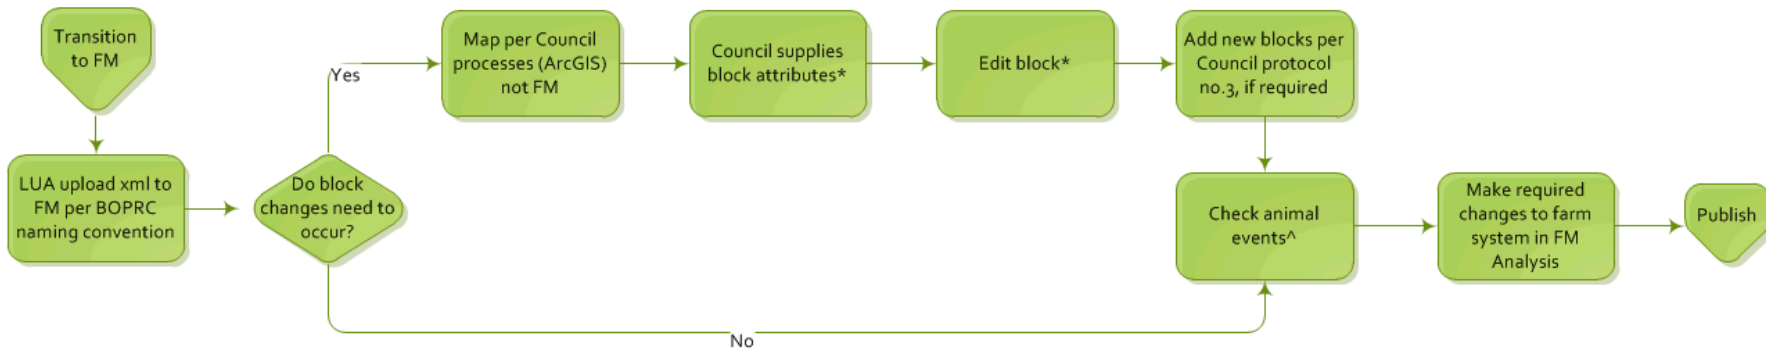 Transition
to FM
LUA upload xml to
FM per BOPRC
naming convention
Do block
changes need to
occur?
Yes
Map per Council
processes (ArcGIS)
not FM
Council supplies
block attributes*
Edit block*
Add new blocks per
Council protocol
no.3, if required
No
Check animal
events^
Make required
changes to farm
system in FM
Analysis
Publish